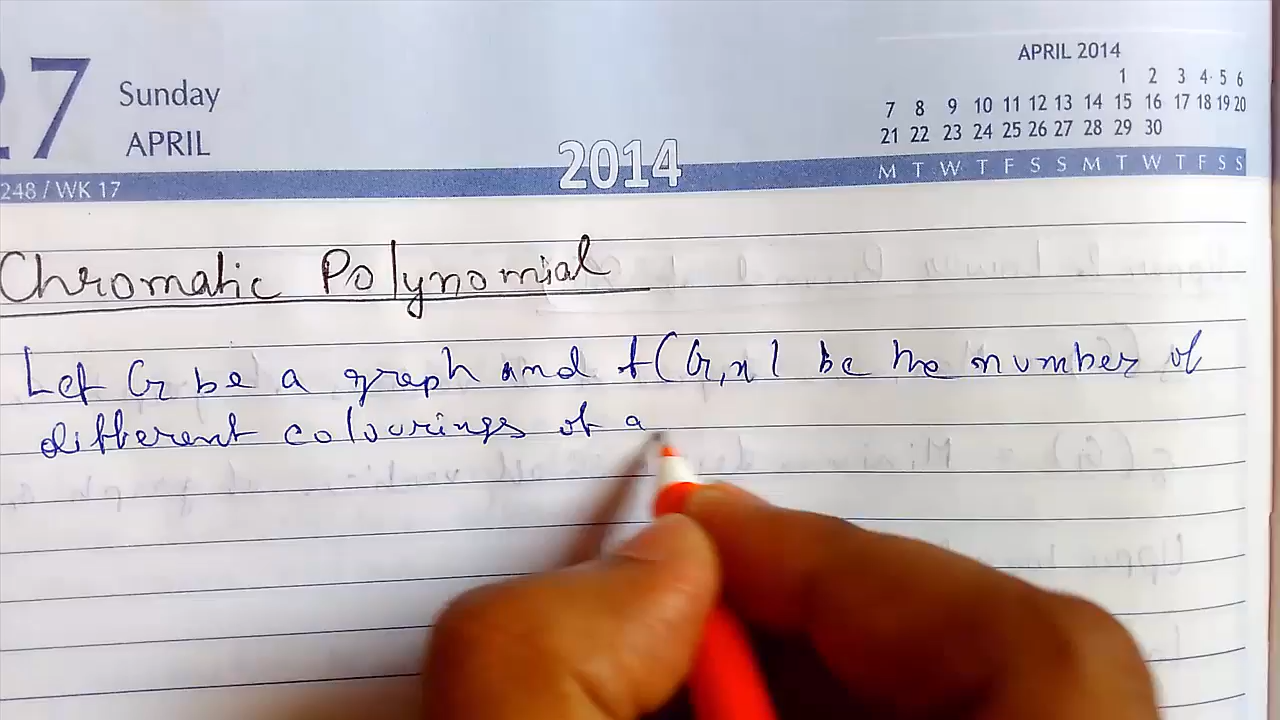 27 Sunday
APRIL
248 / WK 17
2014
APRIL 2014
1 2 3 4 5 6
7 8 9 10 11 12 13 14 15 16 17 18 19 20
21 22 23 24 25 26 27 28 29 30
M T W T F S S M T W T F S S
Chromatic Polynomial
Let G be a graph and f(G,x) be he number of
different colourings of a